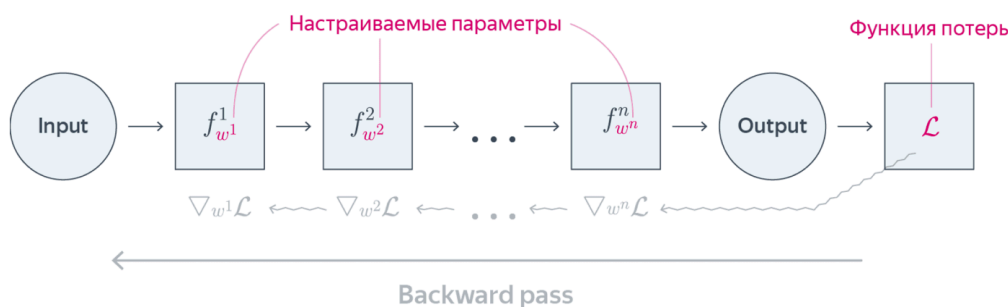 Настраиваемые параметры
Функция потерь
Input
f^1_{w^1}
f^2_{w^2}
...
f^n_{w^n}
Output
ℒ
∇_{w^1}ℒ
∇_{w^2}ℒ
...
∇_{w^n}ℒ
Backward pass